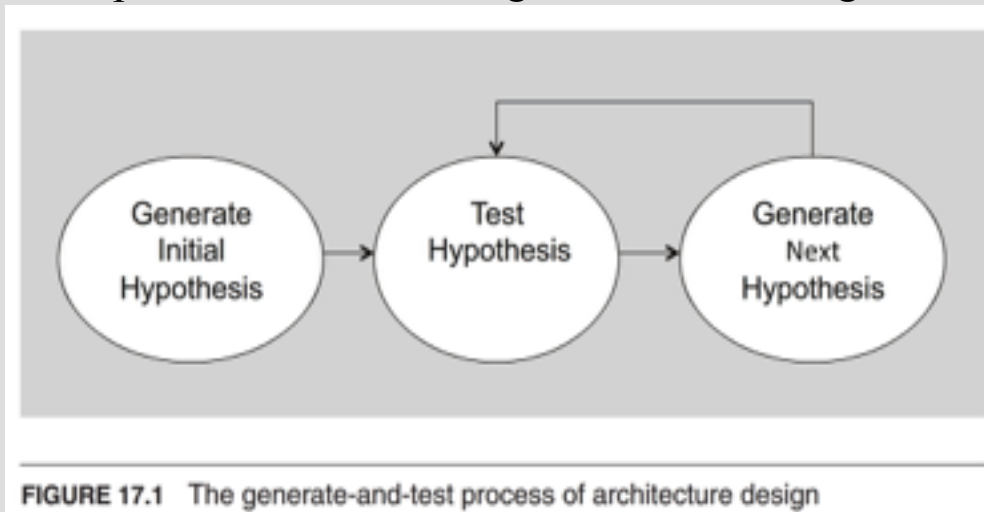 Generate
Initial
Hypothesis
Test
Hypothesis
Generate
Next
Hypothesis
FIGURE 17.1 The generate-and-test process of architecture design